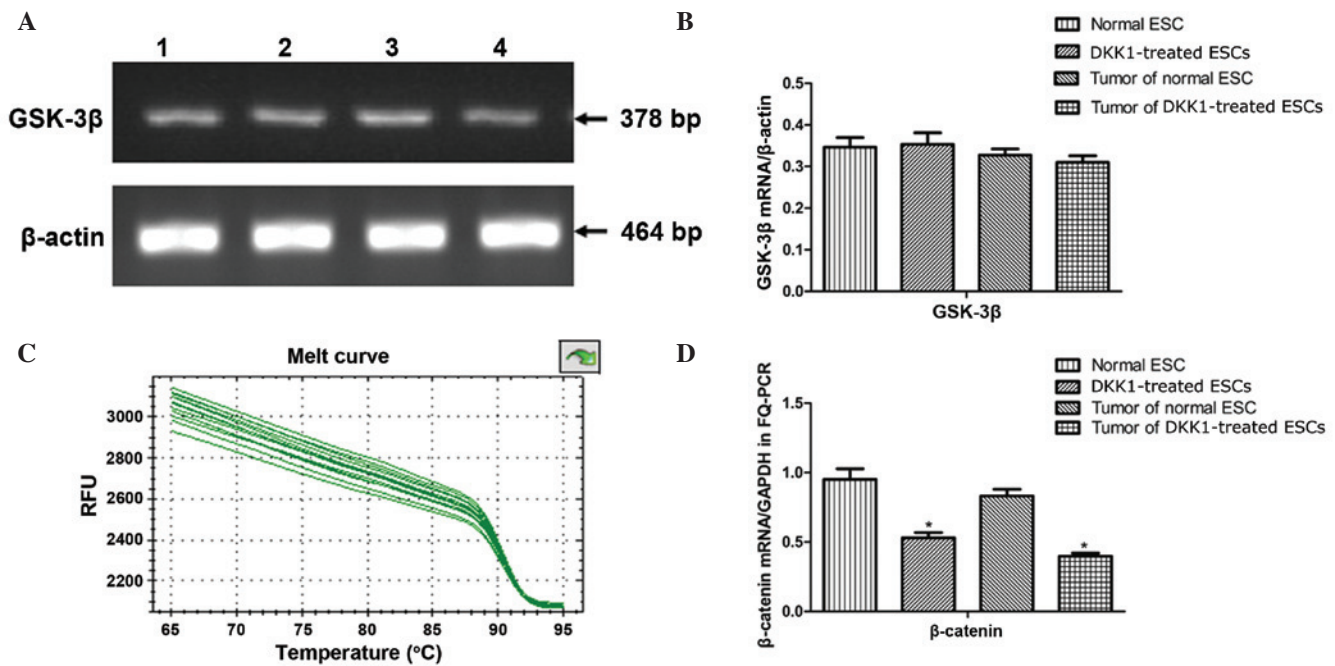 A
1 2 3 4
GSK-3β
378 bp
β-actin
464 bp
B
Normal ESC
DKK1-treated ESCs
Tumor of normal ESC
Tumor of DKK1-treated ESCs
GSK-3β mRNA/β-actin
0.5
0.4
0.3
0.2
0.1
0.0
GSK-3β
C
Melt curve
RFU
3000
2800
2600
2400
2200
65 70 75 80 85 90 95
Temperature (°C)
D
Normal ESC
DKK1-treated ESCs
Tumor of normal ESC
Tumor of DKK1-treated ESCs
β-catenin mRNA/GAPDH in FQ-PCR
1.5
1.0
0.5
0.0
* *
β-catenin